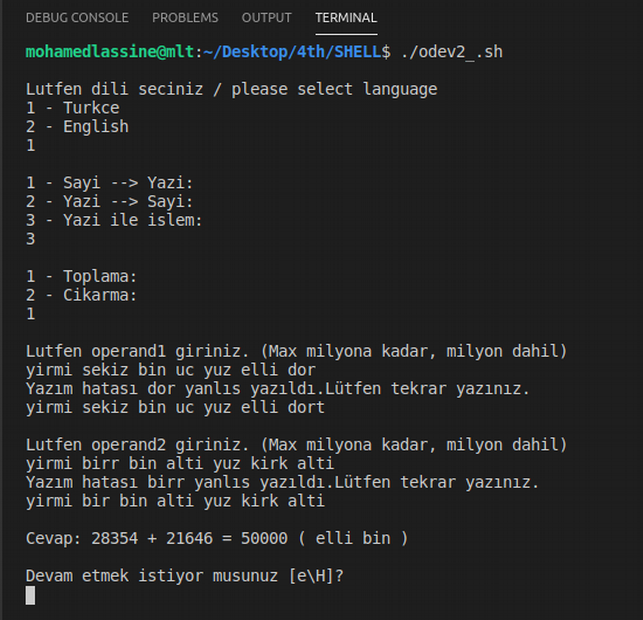 DEBUG CONSOLE PROBLEMS OUTPUT TERMINAL
mohamedlassine@mlt:~/Desktop/4th/SHELL$ ./odev2_.sh
Lutfen dili seciniz / please select language
1 - Turkce
2 - English
1
1 - Sayi --> Yazi:
2 - Yazi --> Sayi:
3 - Yazi ile islem:
3
1 - Toplama:
2 - Cikarma:
1
Lutfen operand1 giriniz. (Max milyona kadar, milyon dahil)
yirmi sekiz bin uc yuz elli dor
Yazım hatası dor yanlıs yazıldı.Lütfen tekrar yazınız.
yirmi sekiz bin uc yuz elli dort
Lutfen operand2 giriniz. (Max milyona kadar, milyon dahil)
yirmi birr bin alti yuz kirk alti
Yazım hatası birr yanlıs yazıldı.Lütfen tekrar yazınız.
yirmi bir bin alti yuz kirk alti
Cevap: 28354 + 21646 = 50000 ( elli bin )
Devam etmek istiyor musunuz [e\H]?